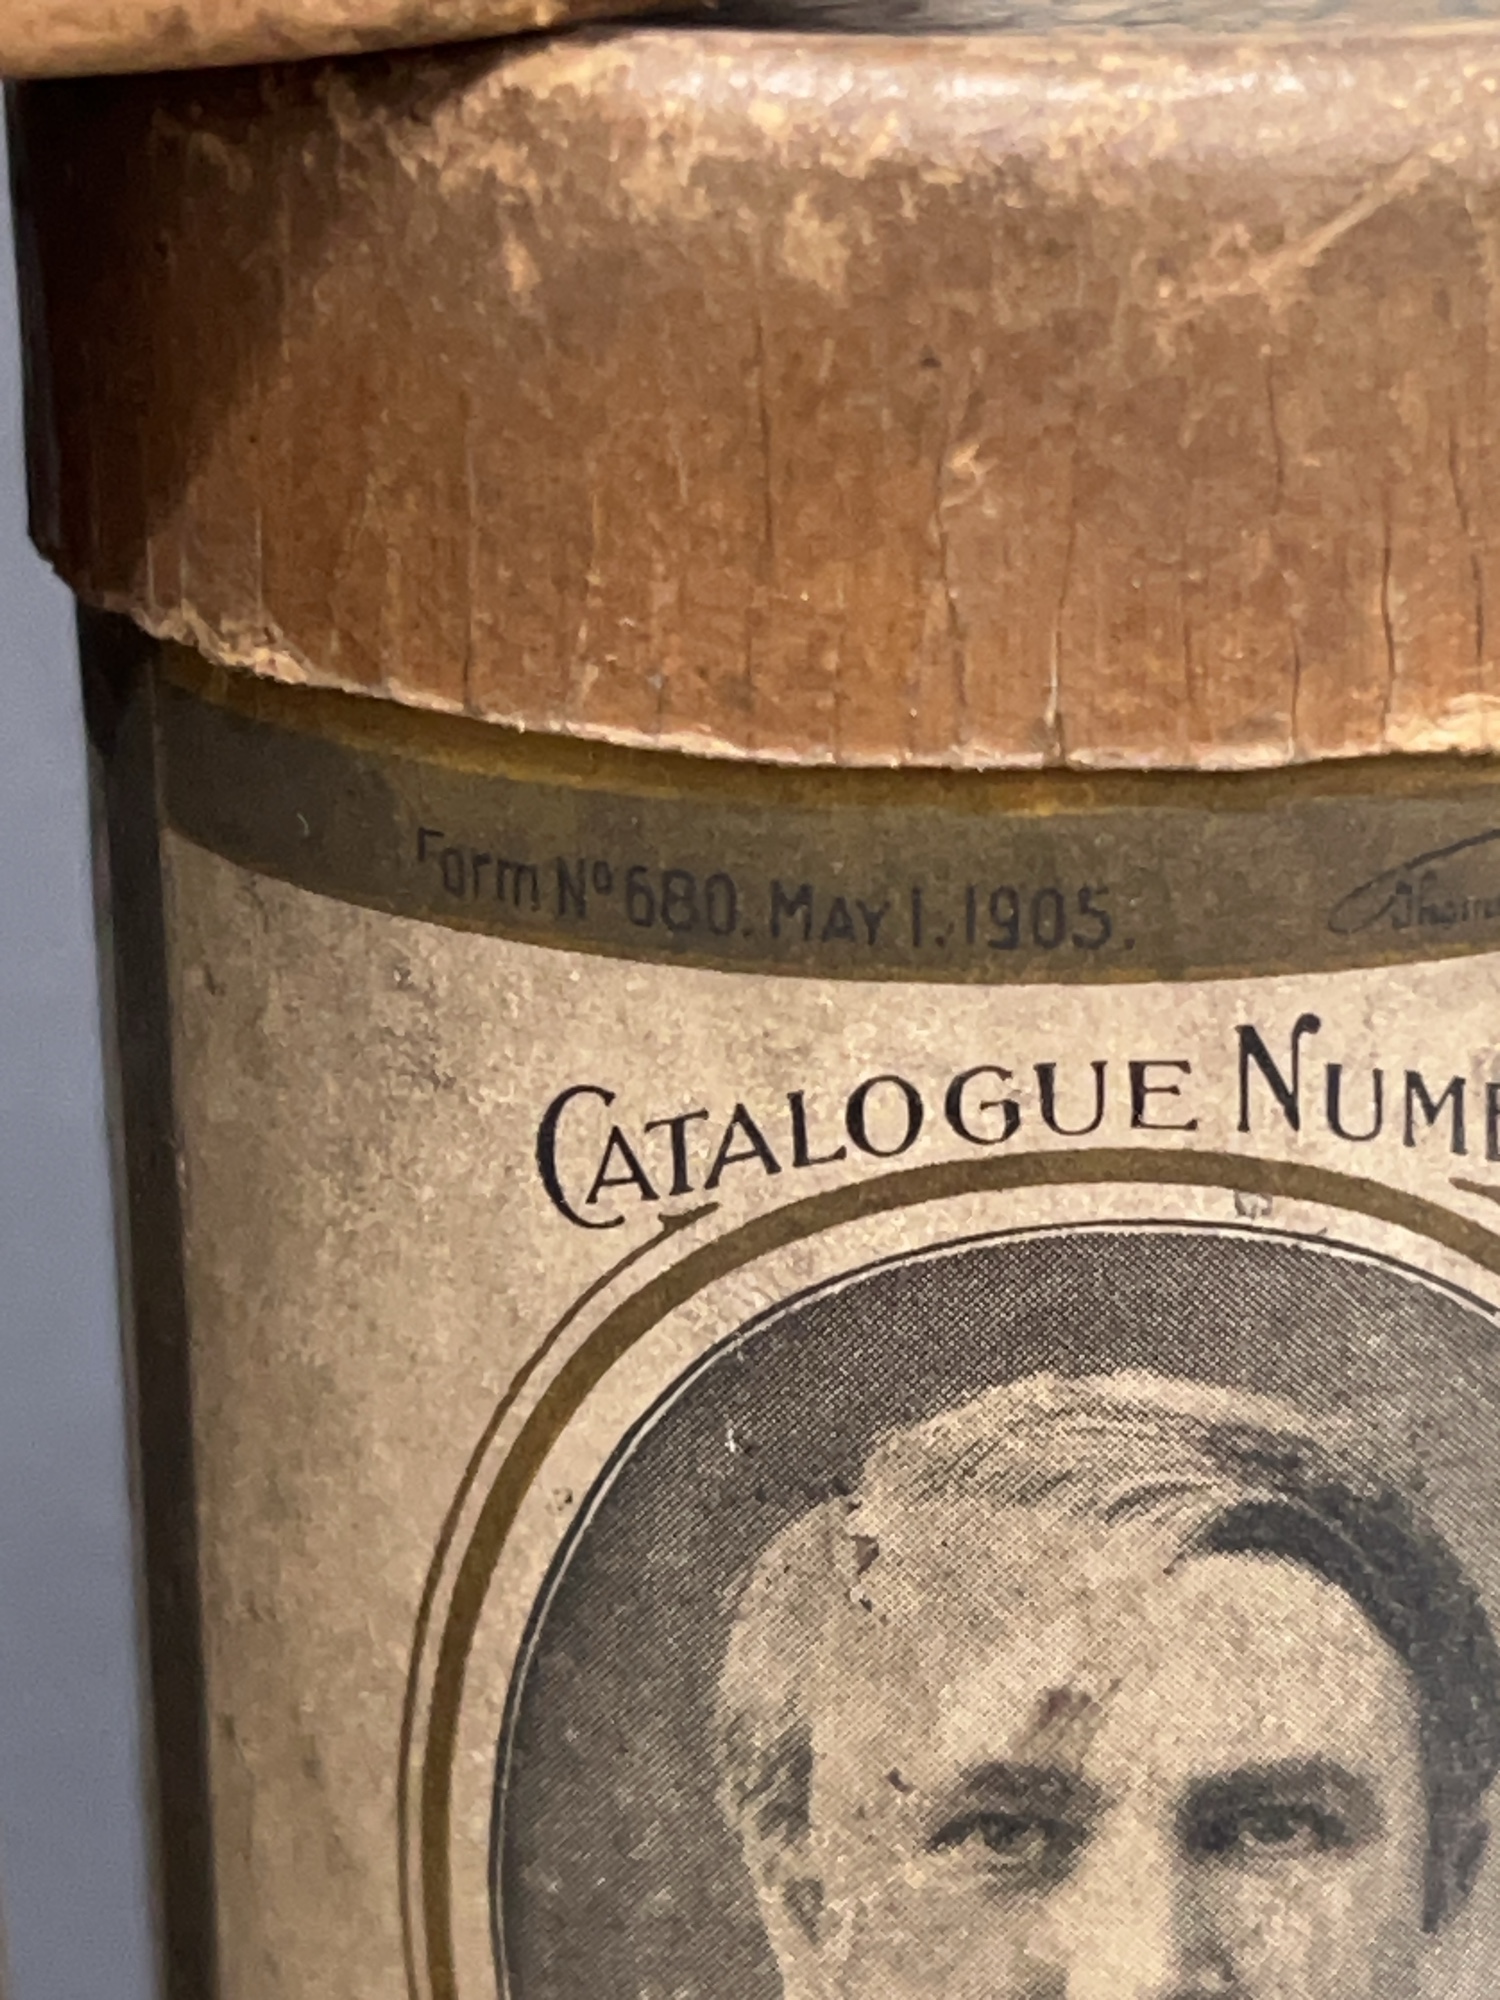 Form No 680. MAY 1. 1905.
CATALOGUE NUM